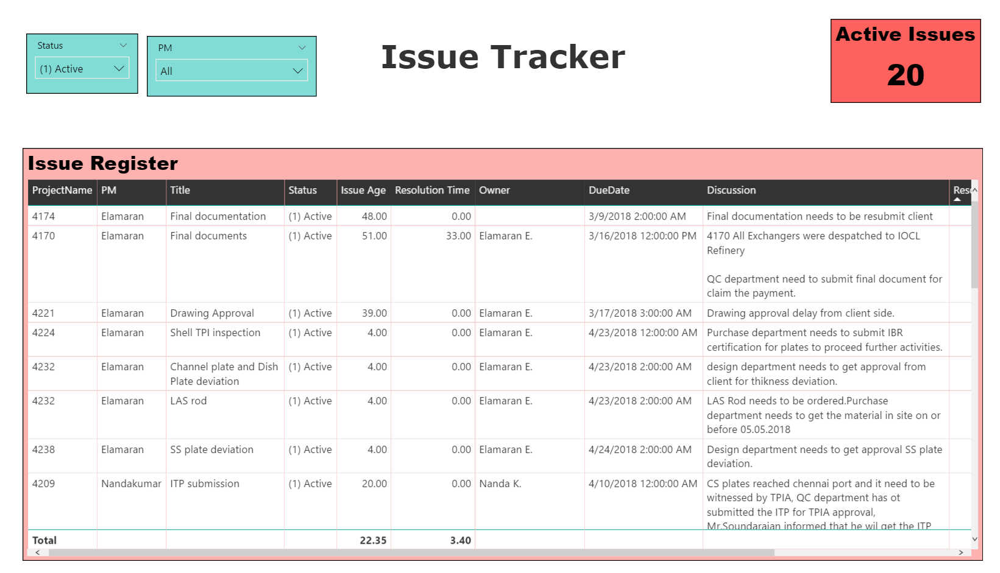 Status
(1) Active
PM
All
Issue Tracker
Active Issues
20
Issue Register
ProjectName PM Title Status Issue Age Resolution Time Owner DueDate Discussion
4174 Elamaran Final documentation (1) Active 48.00 0.00 3/9/2018 2:00:00 AM Final documentation needs to be resubmit client
4170 Elamaran Final documents (1) Active 51.00 33.00 Elamaran E. 3/16/2018 12:00:00 PM 4170 All Exchangers were despatched to IOCL
Refinery
QC department need to submit final document for
claim the payment.
4221 Elamaran Drawing Approval (1) Active 39.00 0.00 Elamaran E. 3/17/2018 3:00:00 AM Drawing approval delay from client side.
4224 Elamaran Shell TPI inspection (1) Active 4.00 0.00 Elamaran E. 4/23/2018 12:00:00 AM Purchase department needs to submit IBR
certification for plates to proceed further activities.
4232 Elamaran Channel plate and Dish (1) Active 4.00 0.00 Elamaran E. 4/23/2018 2:00:00 AM design department needs to get approval from
Plate deviation client for thikness deviation.
4232 Elamaran LAS rod (1) Active 4.00 0.00 Elamaran E. 4/23/2018 2:00:00 AM LAS Rod needs to be ordered.Purchase
department needs to get the material in site on or
before 05.05.2018
4238 Elamaran SS plate deviation (1) Active 4.00 0.00 Elamaran E. 4/24/2018 2:00:00 AM Design department needs to get approval SS plate
deviation.
4209 Nandakumar ITP submission (1) Active 20.00 0.00 Nanda K. 4/10/2018 12:00:00 AM CS plates reached chennai port and it need to be
witnessed by TPIA, QC department has ot
submitted the ITP for TPIA approval,
Mr.Soundarajan informed that he wil get the ITP
Total 22.35 3.40